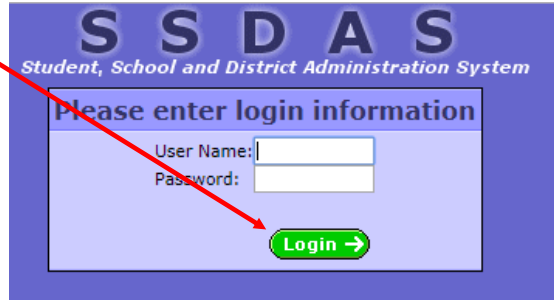 S S D A S
Student, School and District Administration System
Please enter login information
User Name:
Password:
Login →